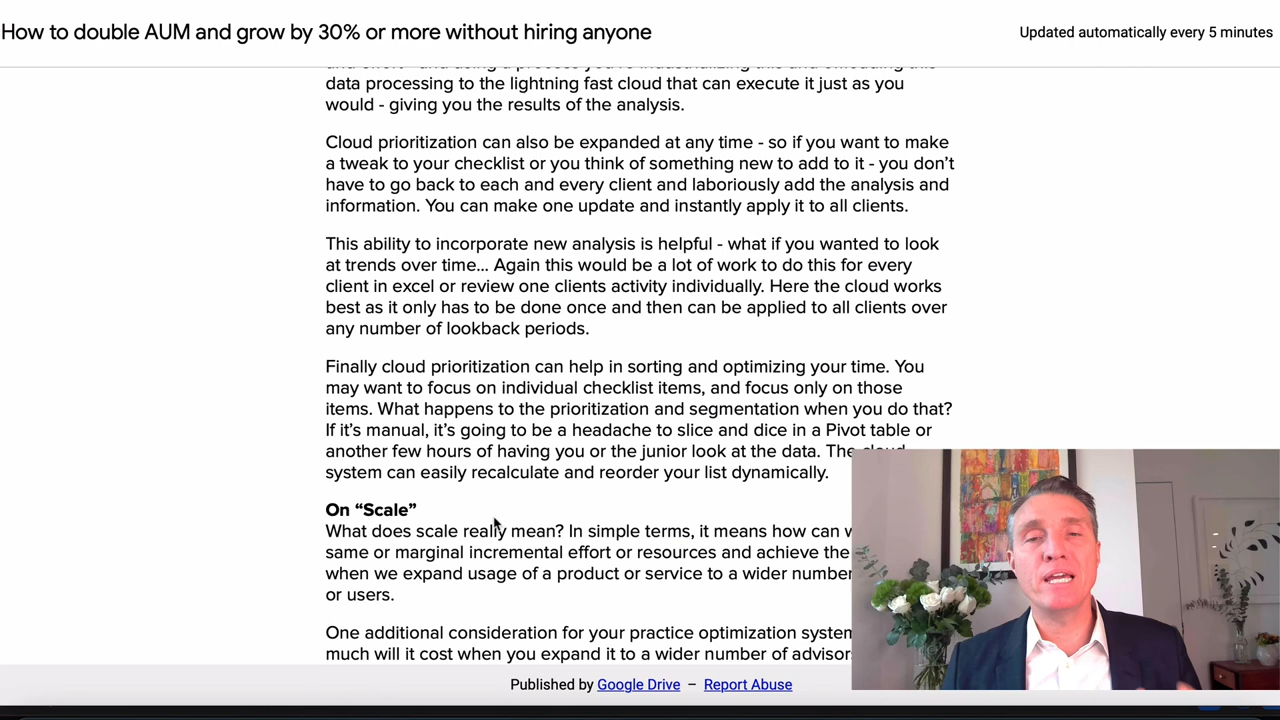 How to double AUM and grow by 30% or more without hiring anyone
Updated automatically every 5 minutes
data processing to the lightning fast cloud that can execute it just as you
would - giving you the results of the analysis.
Cloud prioritization can also be expanded at any time - so if you want to make
a tweak to your checklist or you think of something new to add to it - you don’t
have to go back to each and every client and laboriously add the analysis and
information. You can make one update and instantly apply it to all clients.
This ability to incorporate new analysis is helpful - what if you wanted to look
at trends over time... Again this would be a lot of work to do this for every
client in excel or review one clients activity individually. Here the cloud works
best as it only has to be done once and then can be applied to all clients over
any number of lookback periods.
Finally cloud prioritization can help in sorting and optimizing your time. You
may want to focus on individual checklist items, and focus only on those
items. What happens to the prioritization and segmentation when you do that?
If it’s manual, it’s going to be a headache to slice and dice in a Pivot table or
another few hours of having you or the junior look at the data. The cloud
system can easily recalculate and reorder your list dynamically.
On “Scale”
What does scale really mean? In simple terms, it means how can
same or marginal incremental effort or resources and achieve the
when we expand usage of a product or service to a wider number
or users.
One additional consideration for your practice optimization system
much will it cost when you expand it to a wider number of
Published by Google Drive – Report Abuse